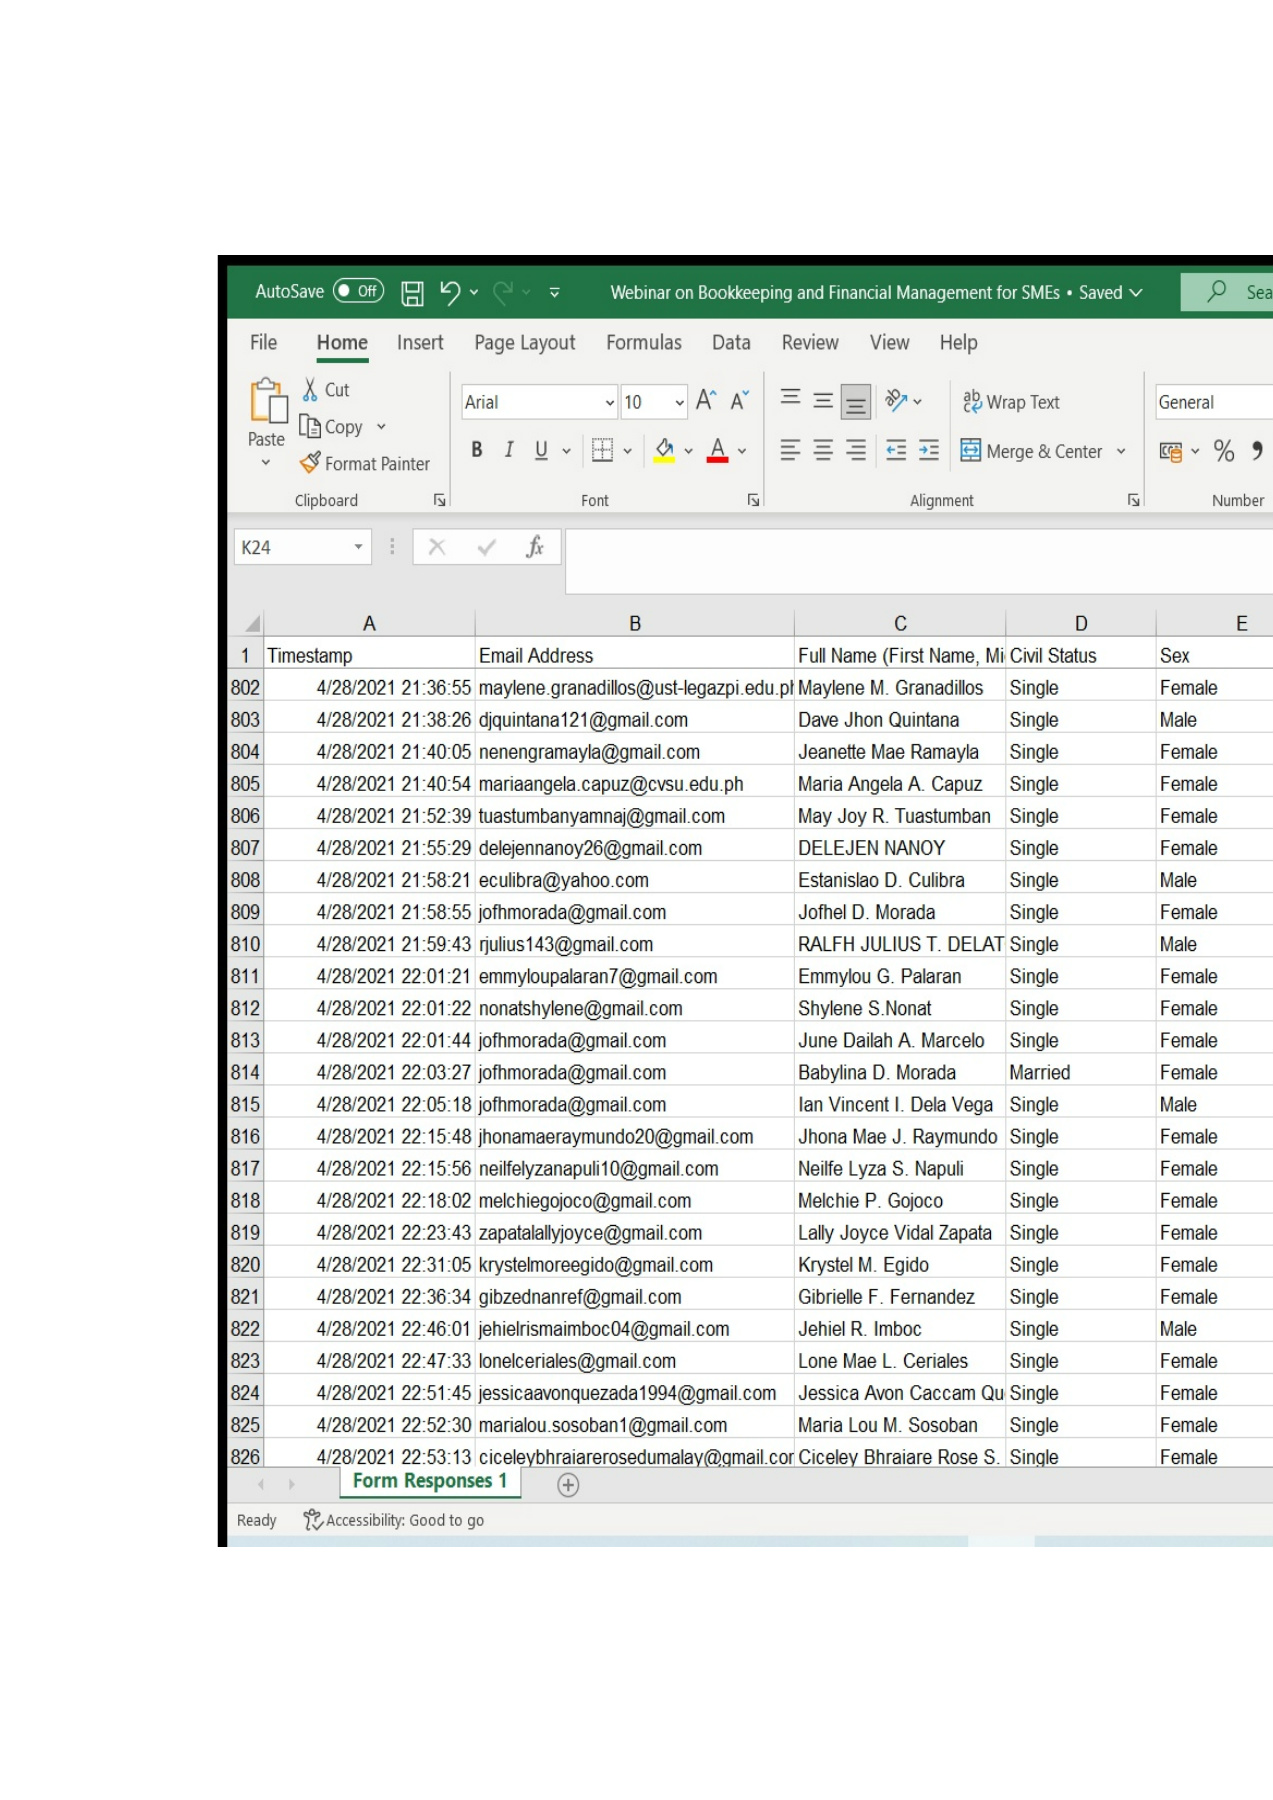 AutoSave Off Webinar on Bookkeeping and Financial Management for SMEs • Saved Sea
File Home Insert Page Layout Formulas Data Review View Help
Paste Cut Copy Format Painter Arial 10 A A ab Wrap Text General
B I U A Merge & Center % 9
Clipboard Font Alignment Number
K24 fx
A B C D E
1 Timestamp Email Address Full Name (First Name, Mi Civil Status Sex
802 4/28/2021 21:36:55 maylene.granadillos@ust-legazpi.edu.ph Maylene M. Granadillos Single Female
803 4/28/2021 21:38:26 djquintana121@gmail.com Dave Jhon Quintana Single Male
804 4/28/2021 21:40:05 nenengramayla@gmail.com Jeanette Mae Ramayla Single Female
805 4/28/2021 21:40:54 mariaangela.capuz@cvsu.edu.ph Maria Angela A. Capuz Single Female
806 4/28/2021 21:52:39 tuastumbanyamnaj@gmail.com May Joy R. Tuastumban Single Female
807 4/28/2021 21:55:29 delejennanoy26@gmail.com DELEJEN NANOY Single Female
808 4/28/2021 21:58:21 eculibra@yahoo.com Estanislao D. Culibra Single Male
809 4/28/2021 21:58:55 jofhmorada@gmail.com Jofhel D. Morada Single Female
810 4/28/2021 21:59:43 rjulius143@gmail.com RALFH JULIUS T. DELAT Single Male
811 4/28/2021 22:01:21 emmyloupalaran7@gmail.com Emmylou G. Palaran Single Female
812 4/28/2021 22:01:22 nonatshylene@gmail.com Shylene S.Nonat Single Female
813 4/28/2021 22:01:44 jofhmorada@gmail.com June Dailah A. Marcelo Single Female
814 4/28/2021 22:03:27 jofhmorada@gmail.com Babylina D. Morada Married Female
815 4/28/2021 22:05:18 jofhmorada@gmail.com Ian Vincent I. Dela Vega Single Male
816 4/28/2021 22:15:48 jhonamaeraymundo20@gmail.com Jhona Mae J. Raymundo Single Female
817 4/28/2021 22:15:56 neilfelyzanapuli10@gmail.com Neilfe Lyza S. Napuli Single Female
818 4/28/2021 22:18:02 melchiegojoco@gmail.com Melchie P. Gojoco Single Female
819 4/28/2021 22:23:43 zapatalallyjoyce@gmail.com Lally Joyce Vidal Zapata Single Female
820 4/28/2021 22:31:05 krystelmoreegido@gmail.com Krystel M. Egido Single Female
821 4/28/2021 22:36:34 gibzednanref@gmail.com Gibrielle F. Fernandez Single Female
822 4/28/2021 22:46:01 jehielrismaimboc04@gmail.com Jehiel R. Imboc Single Male
823 4/28/2021 22:47:33 lonelceriales@gmail.com Lone Mae L. Ceriales Single Female
824 4/28/2021 22:51:45 jessicaavonquezada1994@gmail.com Jessica Avon Caccam Qu Single Female
825 4/28/2021 22:52:30 marialou.sosoban1@gmail.com Maria Lou M. Sosoban Single Female
826 4/28/2021 22:53:13 ciceleybhraiarerosedumalay@gmail.com Ciceley Bhraiare Rose S. Single Female
Form Responses 1
Ready Accessibility: Good to go